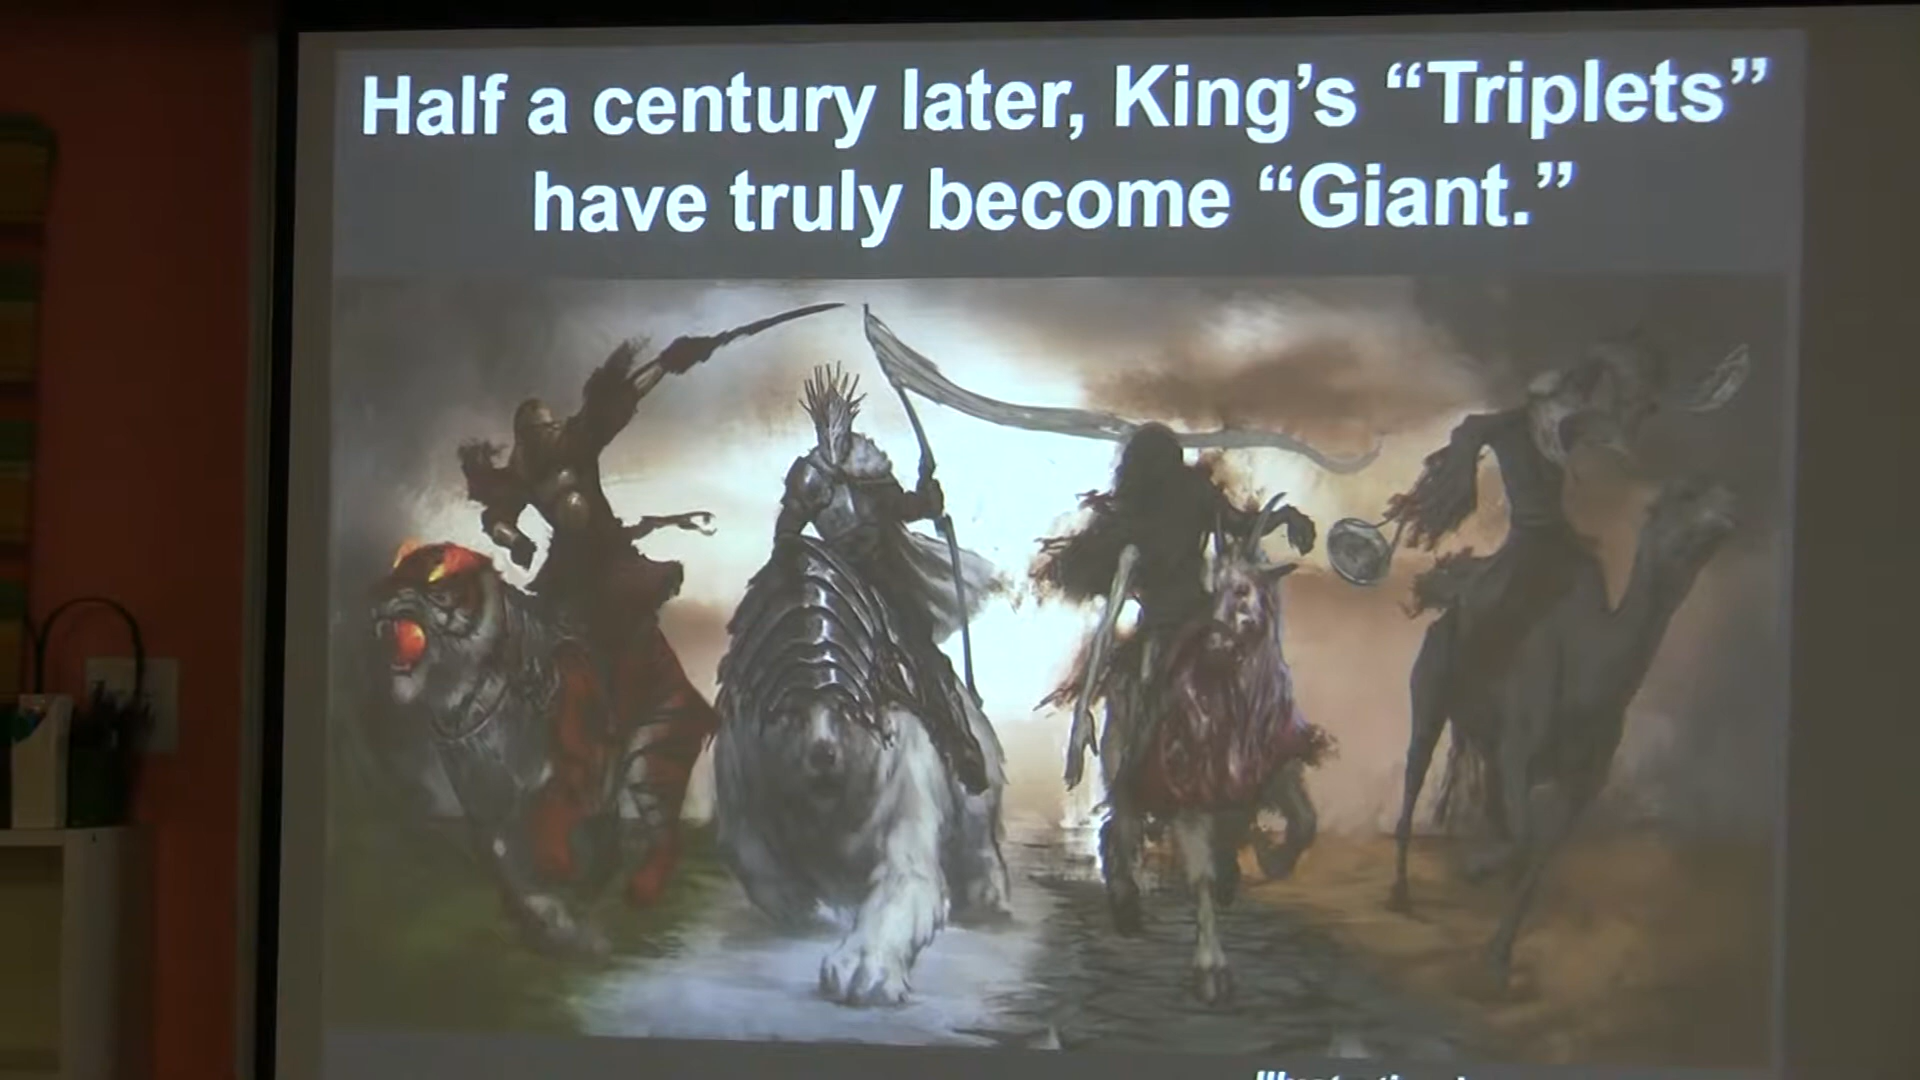 Half a century later, King’s “Triplets”
have truly become “Giant.”